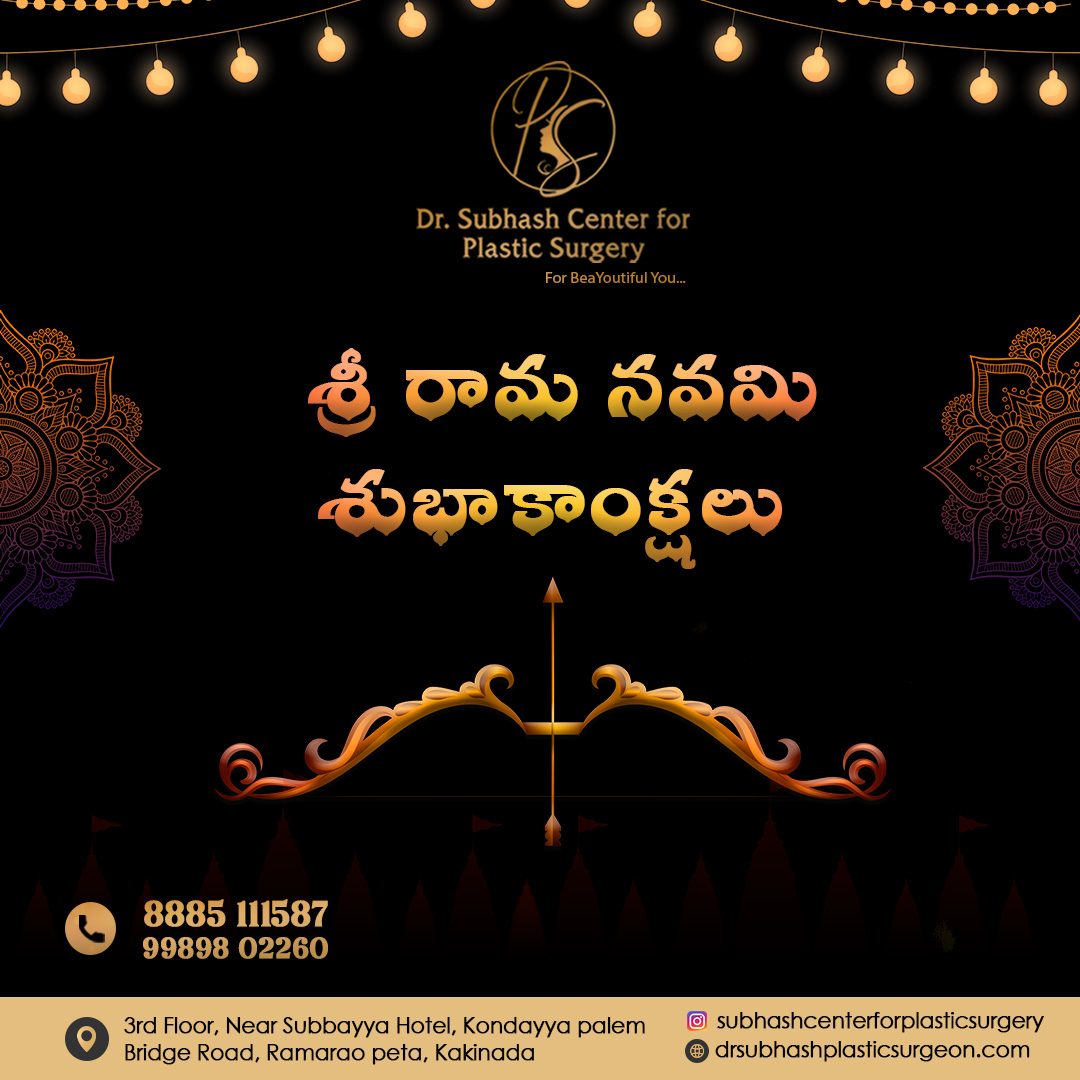 Dr. Subhash Center for
Plastic Surgery
For BeaYoutiful You...
శ్రీ రామ నవమి
శుభాకాంక్షలు
8885 111587
99898 02260
3rd Floor, Near Subbayya Hotel, Kondayya palem
Bridge Road, Ramarao peta, Kakinada
subhashcenterforplasticsurgery
drsubhashplasticsurgeon.com